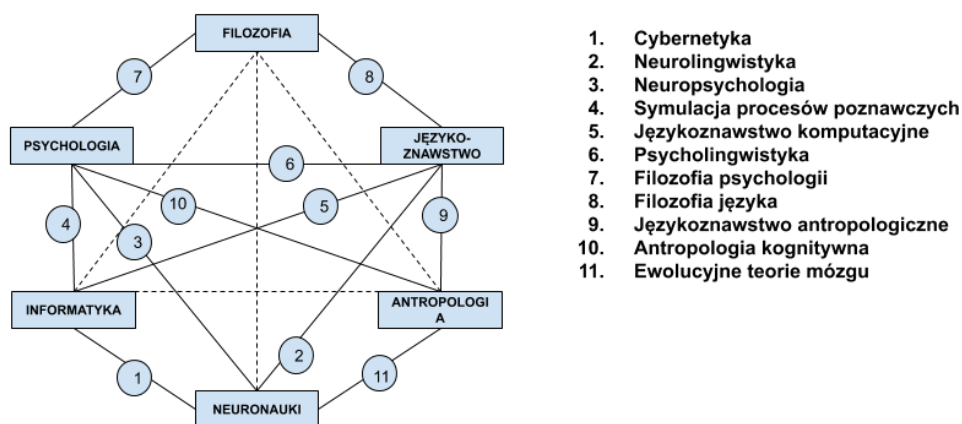 FILOZOFIA
7
8
PSYCHOLOGIA
JĘZYKO-
ZNAWSTWO
6
10
5
4
9
3
INFORMATYKA
ANTROPOLOGI
A
2
1
11
NEURONAUKI
1. Cybernetyka
2. Neurolingwistyka
3. Neuropsychologia
4. Symulacja procesów poznawczych
5. Językoznawstwo komputacyjne
6. Psycholingwistyka
7. Filozofia psychologii
8. Filozofia języka
9. Językoznawstwo antropologiczne
10. Antropologia kognitywna
11. Ewolucyjne teorie mózgu